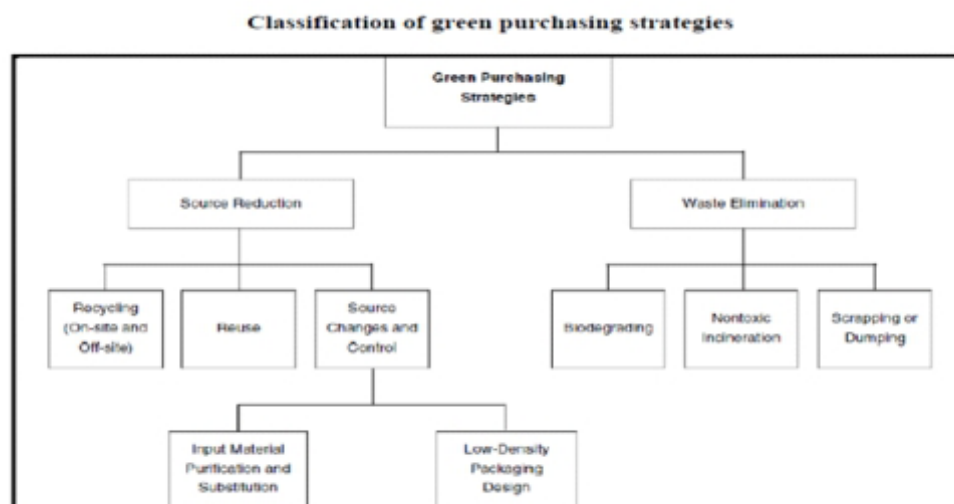 Classification of green purchasing strategies
Green Purchasing
Strategies
Source Reduction
Waste Elimination
Recycling
(On-site and
Off-site)
Reuse
Source
Changes and
Control
Biodegrading
Nontoxic
Incineration
Scrapping or
Dumping
Input Material
Purification and
Substitution
Low-Density
Packaging
Design